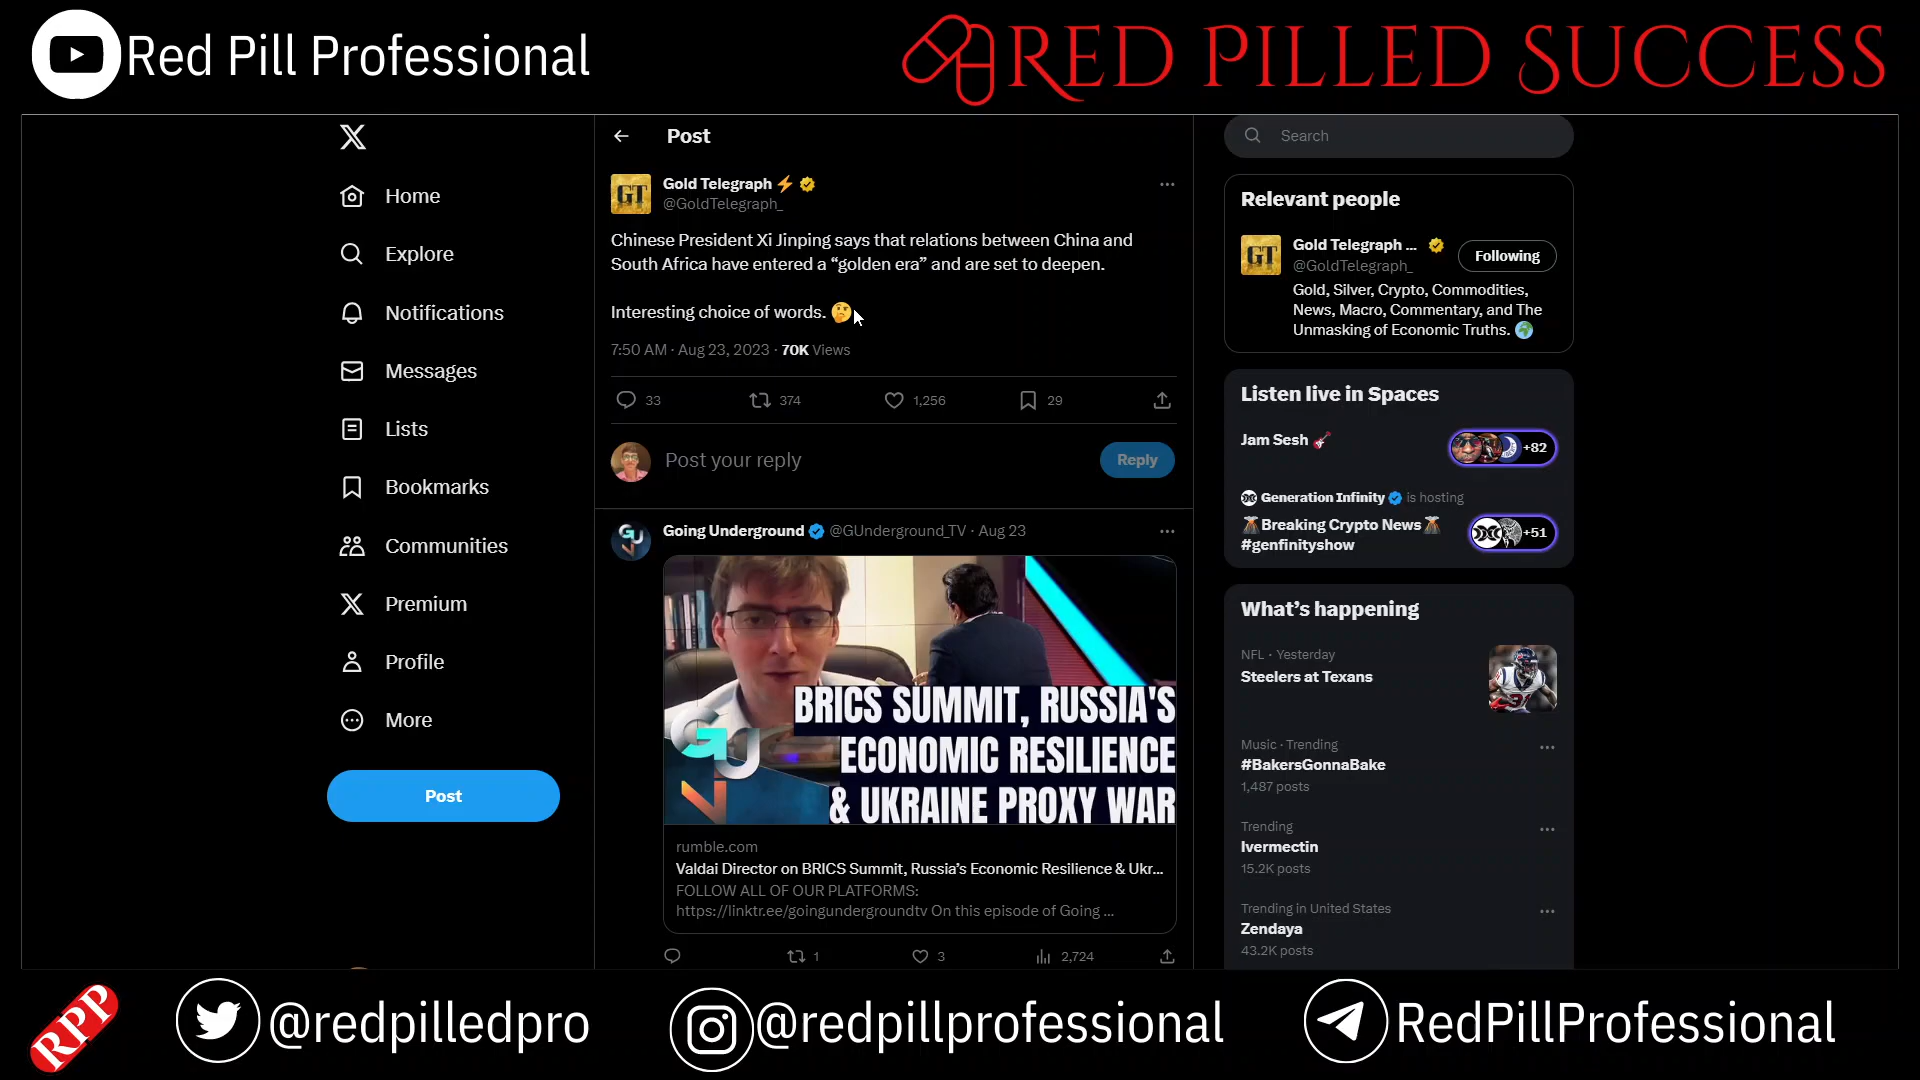 Red Pill Professional
RED PILLED SUCCESS
Home
Explore
Notifications
Messages
Lists
Bookmarks
Communities
Premium
Profile
More
Post
Post
GT
Gold Telegraph⚡
@GoldTelegraph_
Chinese President Xi Jinping says that relations between China and
South Africa have entered a “golden era” and are set to deepen.
Interesting choice of words. 🤔
7:50 AM · Aug 23, 2023 · 70K Views
33 374 1,256 29
Post your reply
Reply
Going Underground @GUnderground_TV · Aug 23
BRICS SUMMIT, RUSSIA'S
ECONOMIC RESILIENCE
& UKRAINE PROXY WAR
rumble.com
Valdai Director on BRICS Summit, Russia’s Economic Resilience & Ukr...
FOLLOW ALL OF OUR PLATFORMS:
https://linktr.ee/goingundergroundtv On this episode of Going ...
1 3 2,724
Search
Relevant people
GT
Gold Telegraph ...
@GoldTelegraph_
Following
Gold, Silver, Crypto, Commodities,
News, Macro, Commentary, and The
Unmasking of Economic Truths. 🌍
Listen live in Spaces
Jam Sesh 🎸
+82
Generation Infinity is hosting
🌋Breaking Crypto News🌋
#genfinityshow
+51
What’s happening
NFL · Yesterday
Steelers at Texans
Music · Trending
#BakersGonnaBake
1,487 posts
Trending
Ivermectin
15.2K posts
Trending in United States
Zendaya
43.2K posts
RPP
@redpilledpro
@redpillprofessional
RedPillProfessional